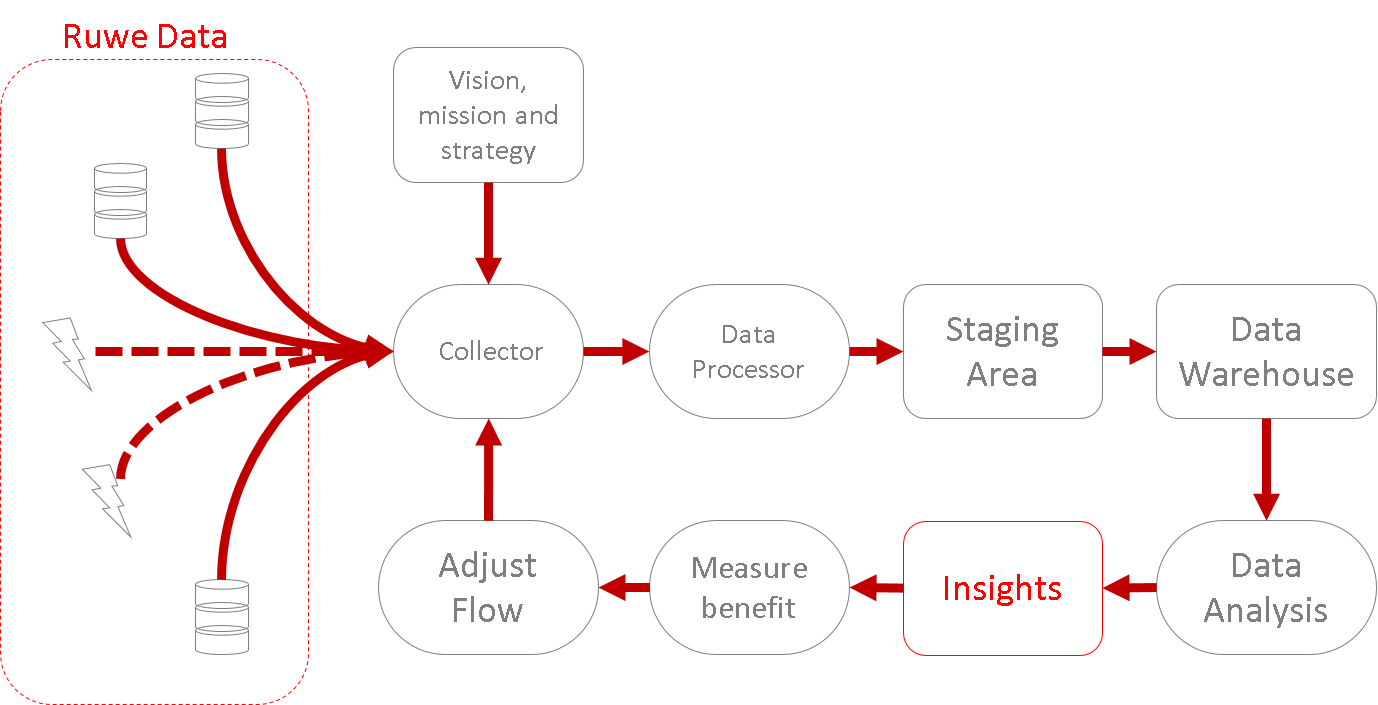 Ruwe Data
Vision,
mission and
strategy
Collector
Data
Processor
Staging
Area
Data
Warehouse
Adjust
Flow
Measure
benefit
Insights
Data
Analysis